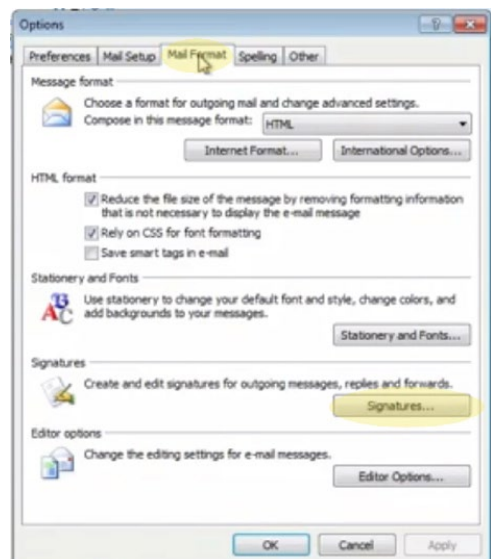 Options
Preferences Mail Setup Mail Format Spelling Other
Message format
Choose a format for outgoing mail and change advanced settings.
Compose in this message format: HTML
Internet Format... International Options...
HTML format
Reduce the file size of the message by removing formatting information
that is not necessary to display the e-mail message
Rely on CSS for font formatting
Save smart tags in e-mail
Stationery and Fonts
Use stationery to change your default font and style, change colors, and
add backgrounds to your messages.
Stationery and Fonts...
Signatures
Create and edit signatures for outgoing messages, replies and forwards.
Signatures...
Editor options
Change the editing settings for e-mail messages.
Editor Options...
OK Cancel Apply